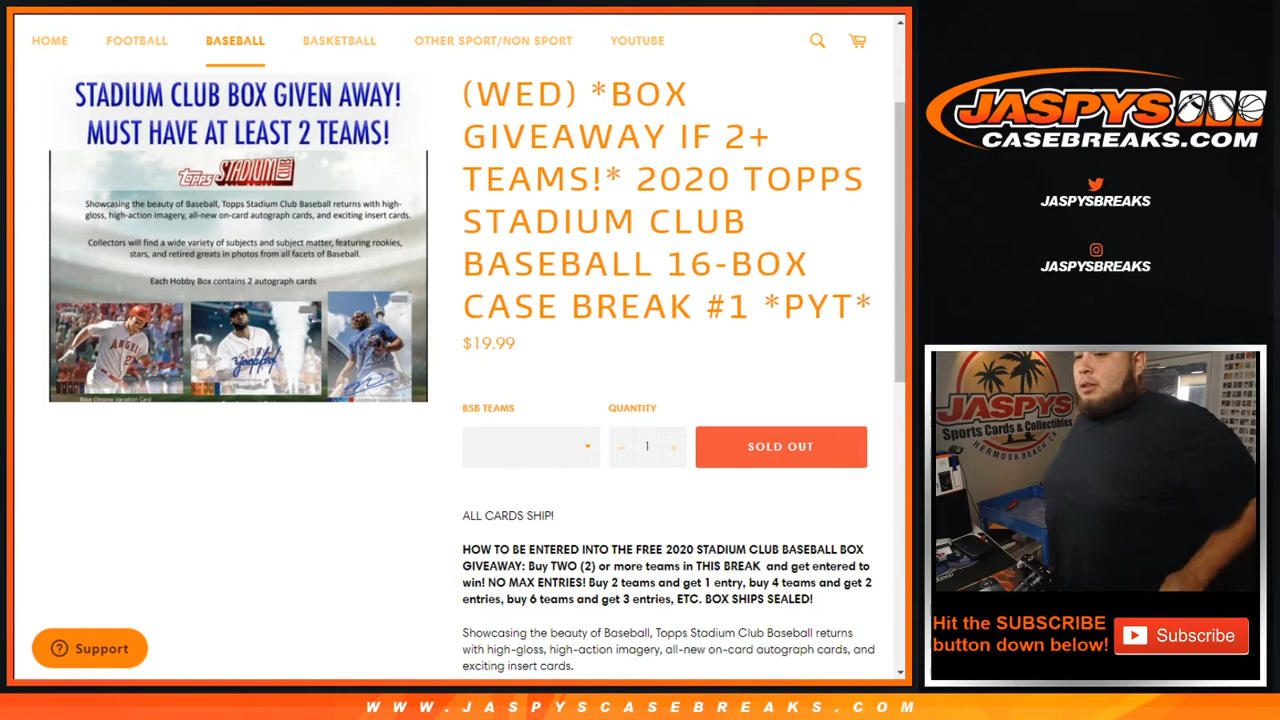 HOME
FOOTBALL
BASEBALL
BASKETBALL
OTHER SPORT/NON SPORT
YOUTUBE
STADIUM CLUB BOX GIVEN AWAY!
MUST HAVE AT LEAST 2 TEAMS!
Topps STADIUM CLUB
Showcasing the beauty of Baseball, Topps Stadium Club Baseball returns with high-
gloss, high-action imagery, all-new on-card autograph cards, and exciting insert cards.
Collectors will find a wide variety of subjects and subject matter, featuring rookies,
stars, and retired greats in photos from all facets of Baseball.
Each Hobby Box contains 2 autograph cards
ANGELS
Base Chrome Variation Card
(WED) *BOX
GIVEAWAY IF 2+
TEAMS!* 2020 TOPPS
STADIUM CLUB
BASEBALL 16-BOX
CASE BREAK #1 *PYT*
$19.99
BSB TEAMS
QUANTITY
− 1 +
SOLD OUT
ALL CARDS SHIP!
HOW TO BE ENTERED INTO THE FREE 2020 STADIUM CLUB BASEBALL BOX
GIVEAWAY: Buy TWO (2) or more teams in THIS BREAK and get entered to
win! NO MAX ENTRIES! Buy 2 teams and get 1 entry, buy 4 teams and get 2
entries, buy 6 teams and get 3 entries, ETC. BOX SHIPS SEALED!
Showcasing the beauty of Baseball, Topps Stadium Club Baseball returns
with high-gloss, high-action imagery, all-new on-card autograph cards, and
exciting insert cards.
Support
JASPYS
CASEBREAKS.COM
JASPYSBREAKS
JASPYSBREAKS
JASPYS
Sports Cards & Collectibles
HERMOSA BEACH, CA
Hit the SUBSCRIBE
button down below!
Subscribe
WWW.JASPYSCASEBREAKS.COM